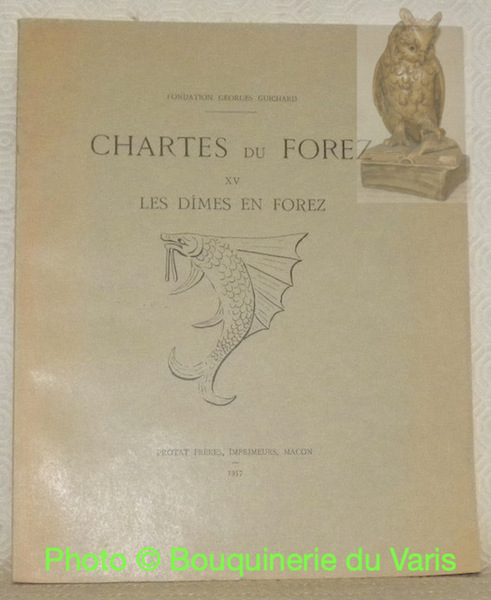 FONDATION GEORGES GUICHARD
CHARTES DU FOREZ
XV
LES DÎMES EN FOREZ
PROTAT FRÈRES, IMPRIMEURS, MACON
1957
Photo © Bouquinerie du Varis